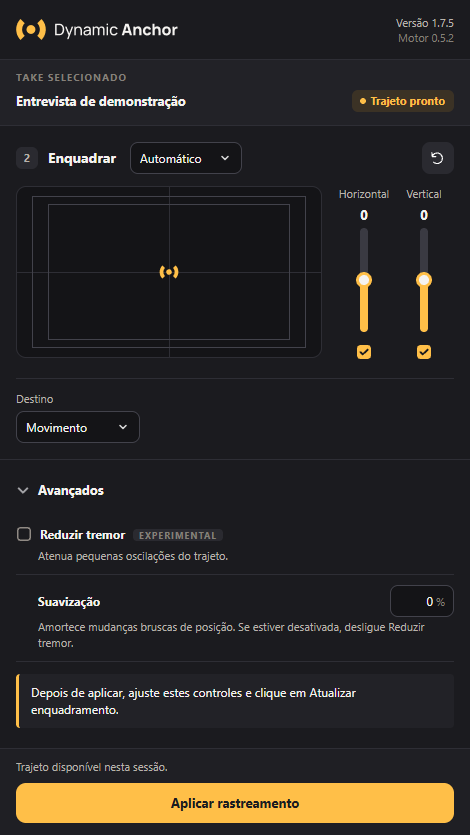 Dynamic Anchor
Versão 1.7.5
Motor 0.5.2
TAKE SELECIONADO
Entrevista de demonstração
Trajeto pronto
2 Enquadrar Automático
Horizontal Vertical
0 0
Destino
Movimento
Avançados
Reduzir tremor EXPERIMENTAL
Atenua pequenas oscilações do trajeto.
Suavização 0 %
Amortece mudanças bruscas de posição. Se estiver desativada, desligue Reduzir
tremor.
Depois de aplicar, ajuste estes controles e clique em Atualizar
enquadramento.
Trajeto disponível nesta sessão.
Aplicar rastreamento